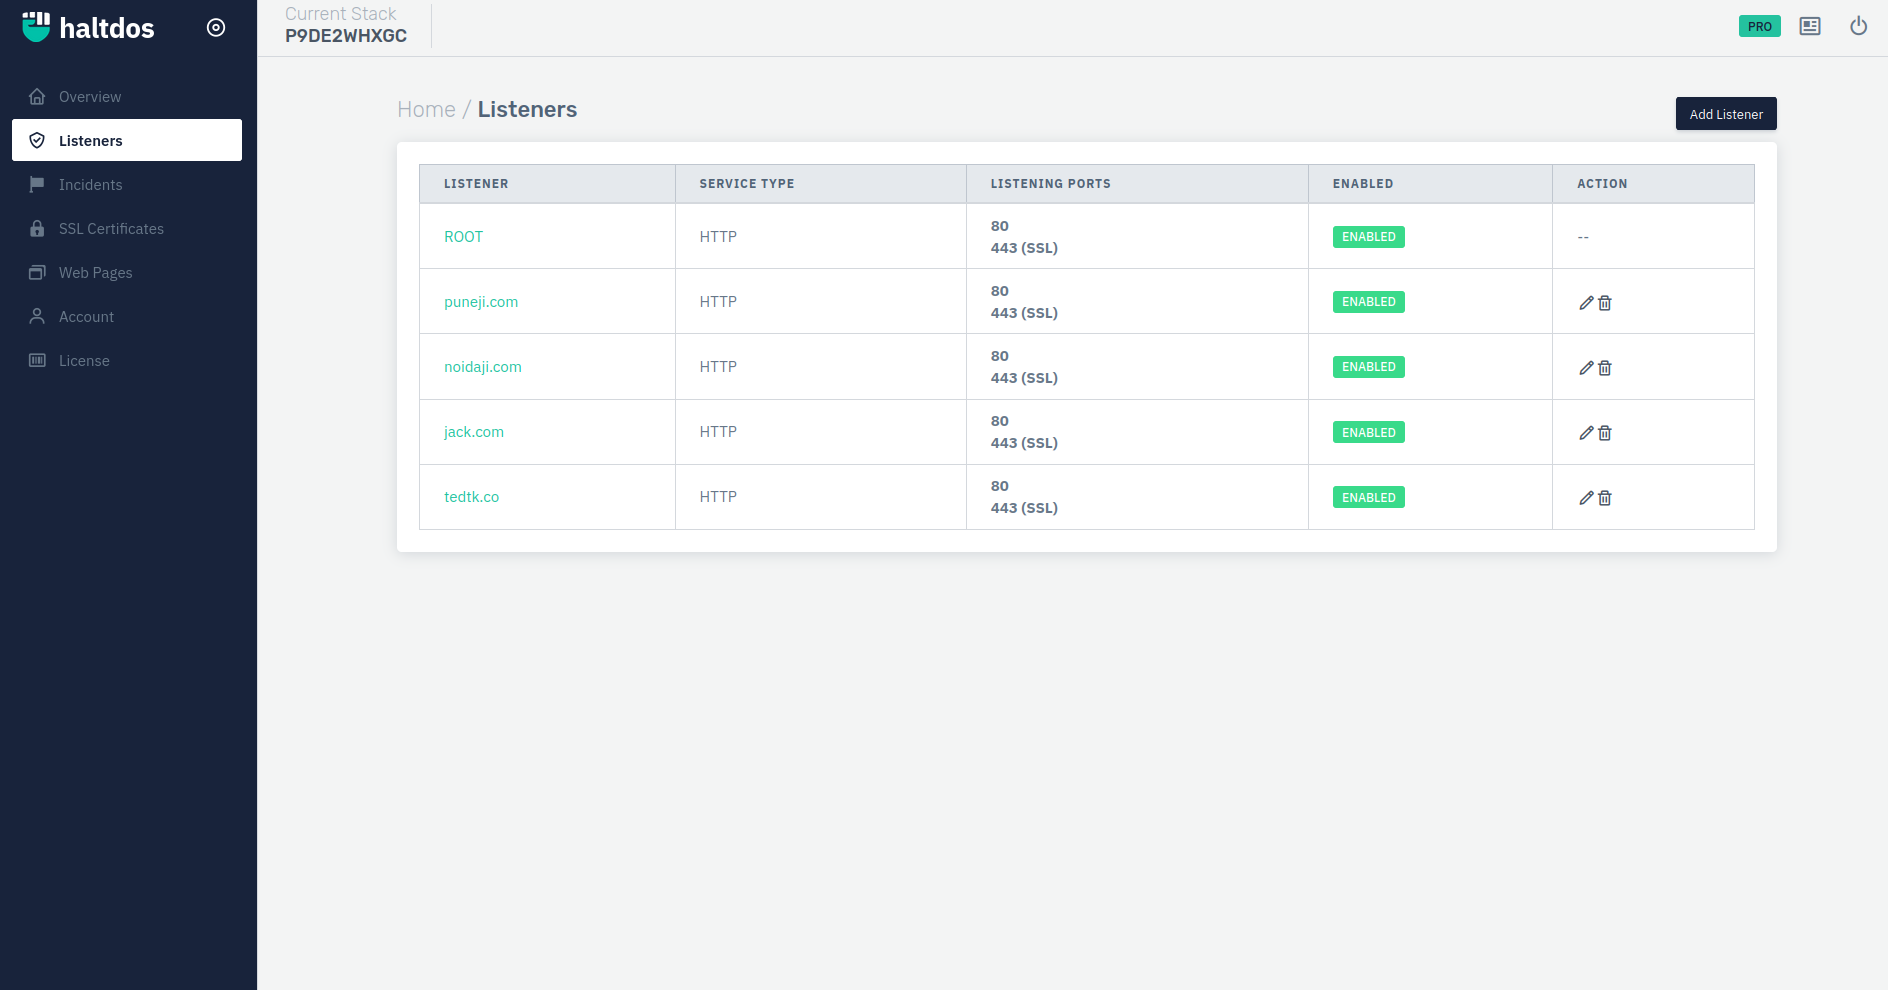 haltdos
Current Stack
P9DE2WHXGC
PRO
Overview
Listeners
Incidents
SSL Certificates
Web Pages
Account
License
Home / Listeners
Add Listener
LISTENER SERVICE TYPE LISTENING PORTS ENABLED ACTION
ROOT HTTP 80 ENABLED --
443 (SSL)
puneji.com HTTP 80 ENABLED
443 (SSL)
noidaji.com HTTP 80 ENABLED
443 (SSL)
jack.com HTTP 80 ENABLED
443 (SSL)
tedtk.co HTTP 80 ENABLED
443 (SSL)